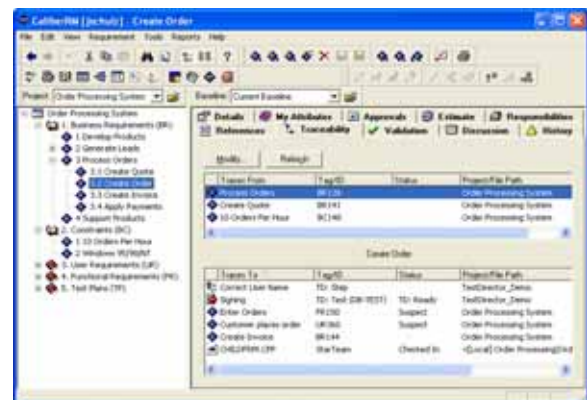 CaliberRM [jschulz] - Create Order
File Edit View Requirement Tools Reports Help
Project: Order Processing System
Baseline: Current Baseline
Order Processing System
1. Business Requirements (BR)
1 Develop Products
2 Generate Leads
3 Process Orders
3.1 Create Quote
3.2 Create Order
3.3 Create Invoice
3.4 Apply Payments
4 Support Products
2. Constraints (BC)
1 10 Orders Per Hour
2 Windows 95/98/NT
3. User Requirements (UR)
4. Functional Requirements (FR)
5. Test Plans (TP)
Details My Attributes Approvals Estimate Responsibilities
References Traceability Validation Discussion History
Modify... Refresh
Traces From Tag/ID Status Project/File Path
Process Orders Order Processing System
Create Quote BR141 Order Processing System
10 Orders Per Hour BC140 Order Processing System
Create Order
Traces To Tag/ID Status Project/File Path
Correct User Name TD: Step TestDirector_Demo
Signing TD: Test TD: Ready TestDirector_Demo
Enter Orders FR150 Suspect Order Processing System
Customer places order UR360 Suspect Order Processing System
Create Invoice BR144 Order Processing System
StarTeam Checked In